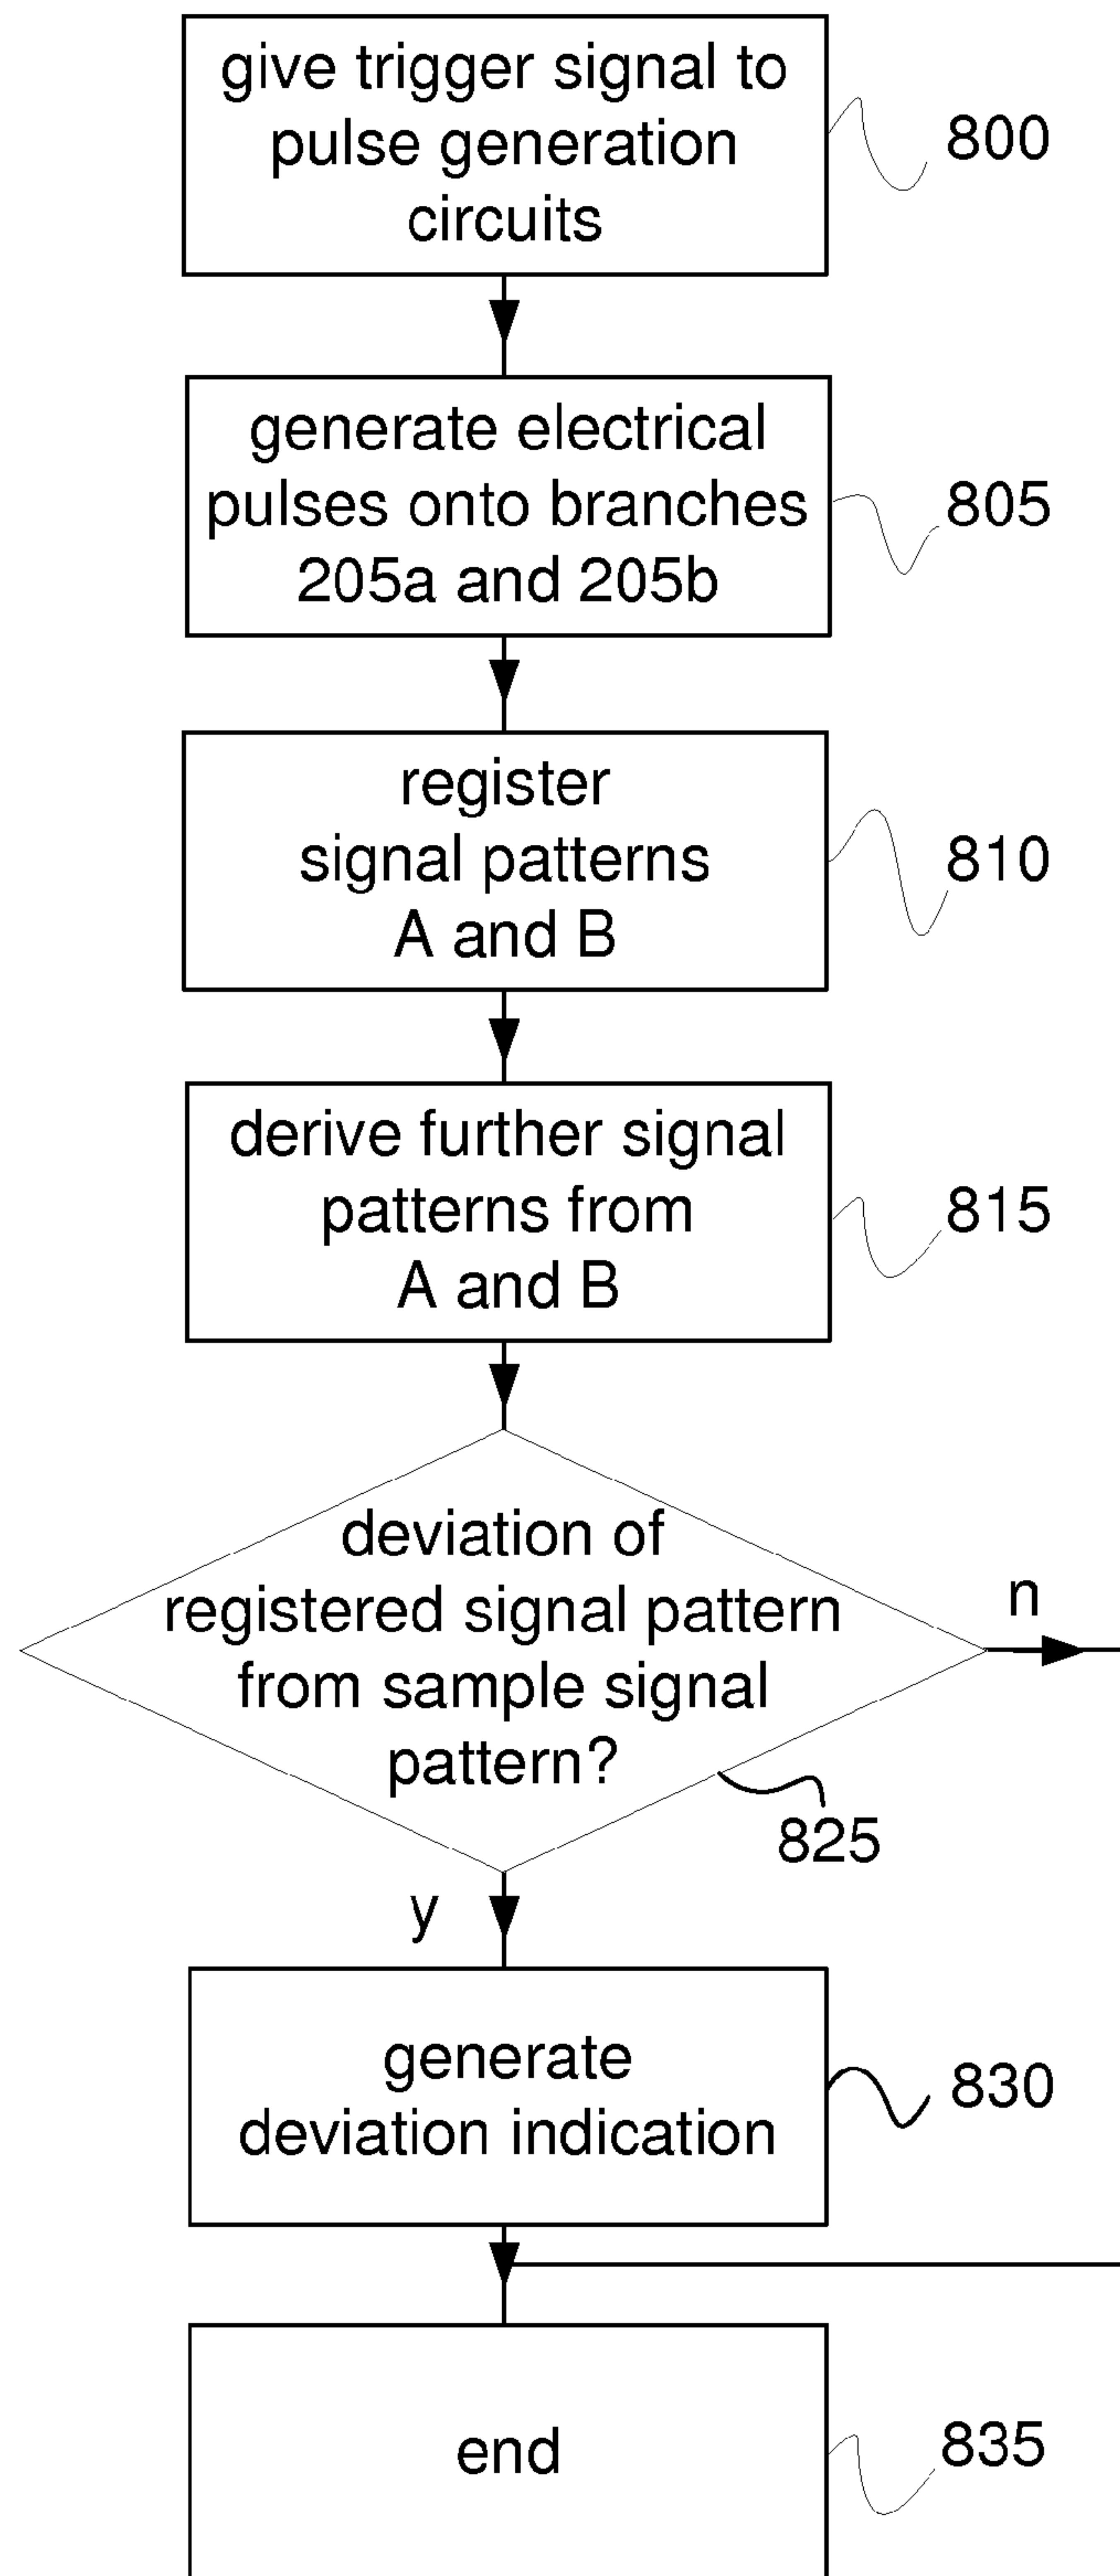 give trigger signal to
pulse generation
circuits
800
generate electrical
pulses onto branches
205a and 205b
805
register
signal patterns
A and B
810
derive further signal
patterns from
A and B
815
deviation of
registered signal pattern
from sample signal
pattern?
n
825
y
generate
deviation indication
830
end
835